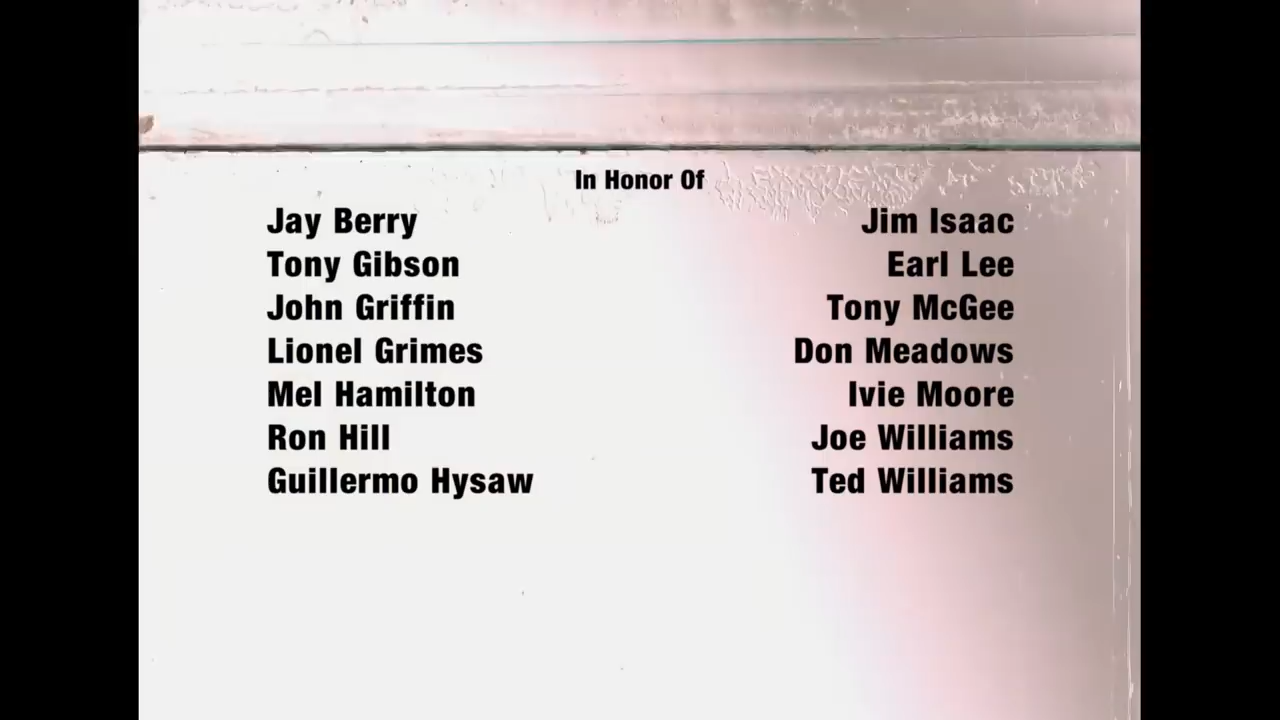 In Honor Of
Jay Berry
Tony Gibson
John Griffin
Lionel Grimes
Mel Hamilton
Ron Hill
Guillermo Hysaw
Jim Isaac
Earl Lee
Tony McGee
Don Meadows
Ivie Moore
Joe Williams
Ted Williams